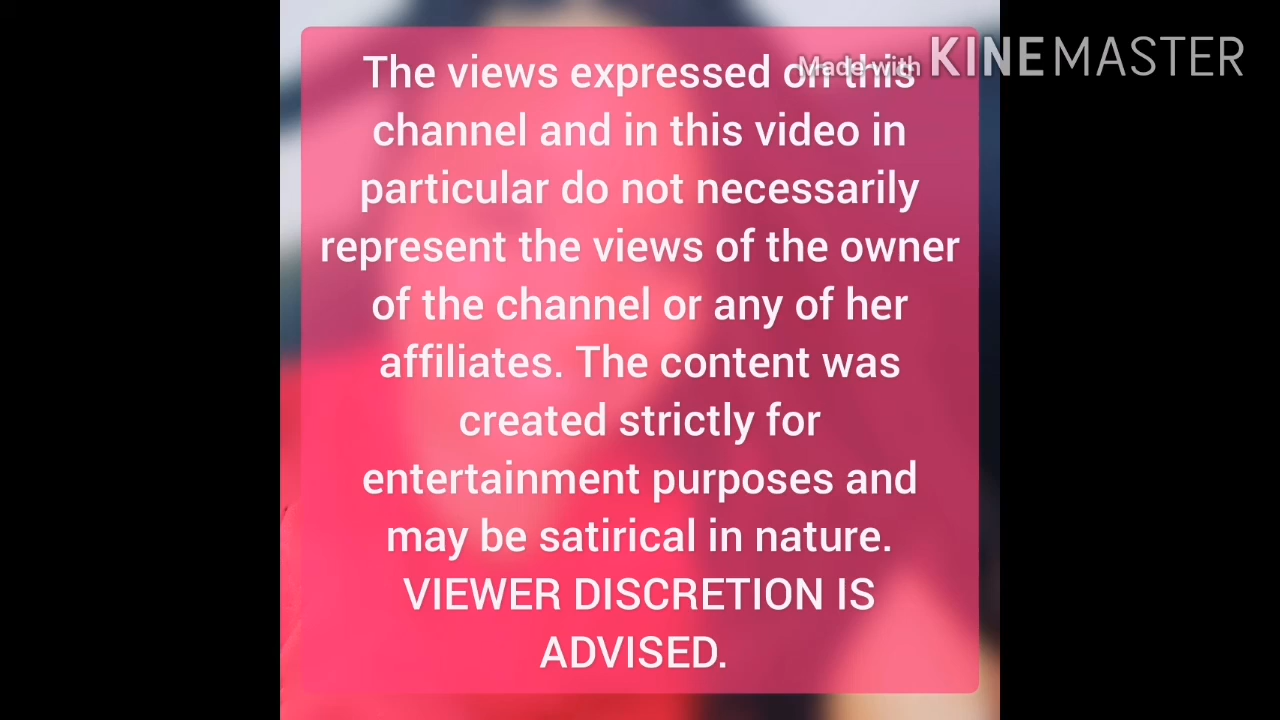 Made with KINEMASTER
The views expressed on this
channel and in this video in
particular do not necessarily
represent the views of the owner
of the channel or any of her
affiliates. The content was
created strictly for
entertainment purposes and
may be satirical in nature.
VIEWER DISCRETION IS
ADVISED.